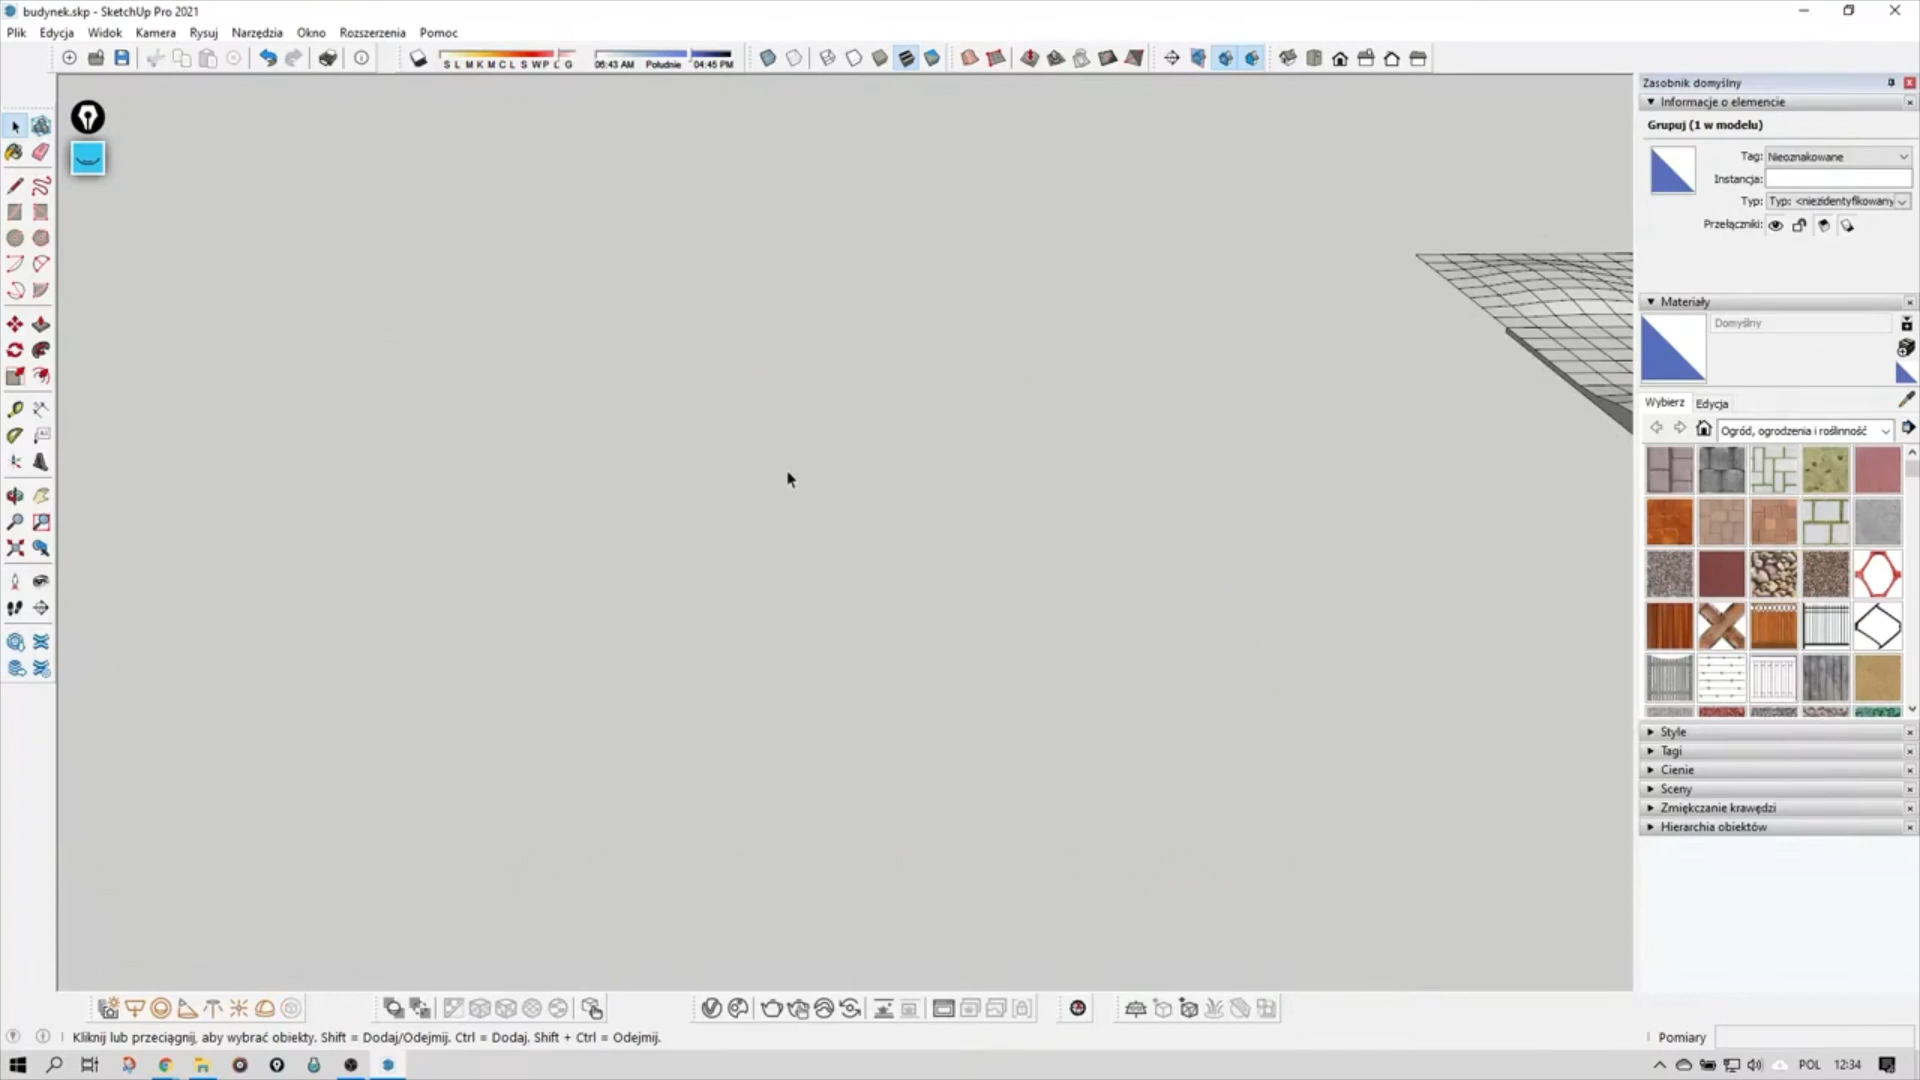 budynek.skp - SketchUp Pro 2021
Plik Edycja Widok Kamera Rysuj Narzędzia Okno Rozszerzenia Pomoc
S L M K M C L S W P L G 06:43 AM Południe 04:45 PM
Zasobnik domyślny
Informacje o elemencie
Grupuj (1 w modelu)
Tag: Nieoznakowane
Instancja:
Typ: Typ: <niezidentyfikowany
Przełączniki:
Materiały
Domyślny
Wybierz Edycja
Ogród, ogrodzenia i roślinność
Style
Tagi
Cienie
Sceny
Zmiękczanie krawędzi
Hierarchia obiektów
Kliknij lub przeciągnij, aby wybrać obiekty. Shift = Dodaj/Odejmij. Ctrl = Dodaj. Shift + Ctrl = Odejmij.
Pomiary
POL 12:34